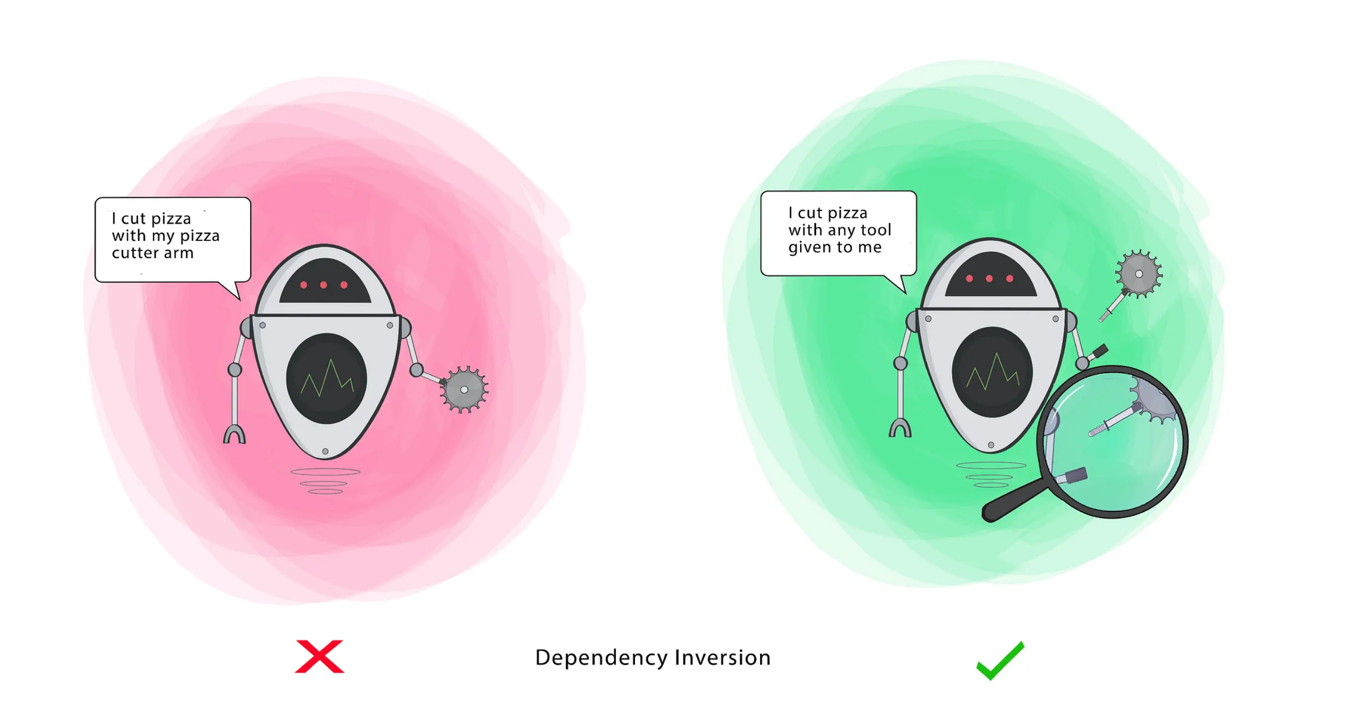 I cut pizza
with my pizza
cutter arm
I cut pizza
with any tool
given to me
Dependency Inversion